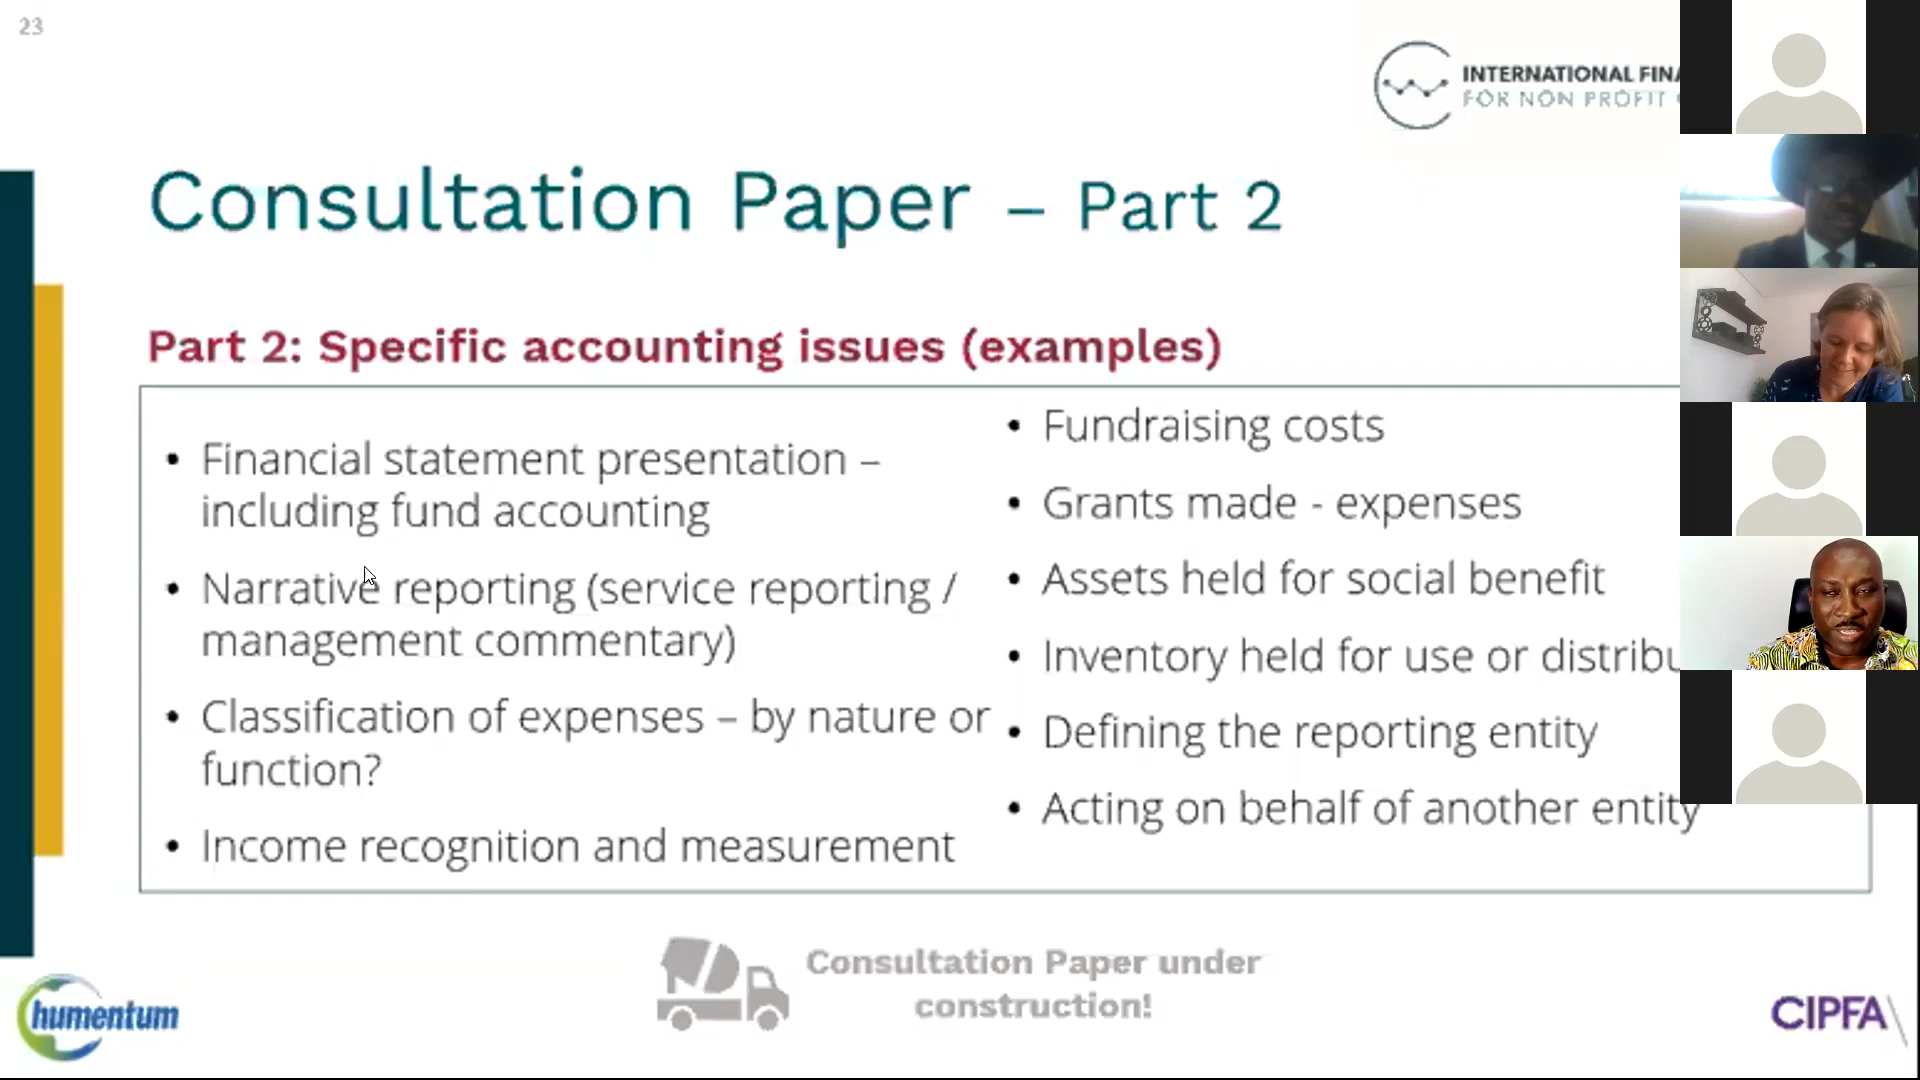 23
INTERNATIONAL
FOR NON PROFIT
Consultation Paper – Part 2
Part 2: Specific accounting issues (examples)
• Financial statement presentation –
including fund accounting
• Narrative reporting (service reporting /
management commentary)
• Classification of expenses – by nature or
function?
• Income recognition and measurement
• Fundraising costs
• Grants made - expenses
• Assets held for social benefit
• Inventory held for use or
• Defining the reporting entity
• Acting on behalf of another entity
Consultation Paper under
construction!
humentum
CIPFA